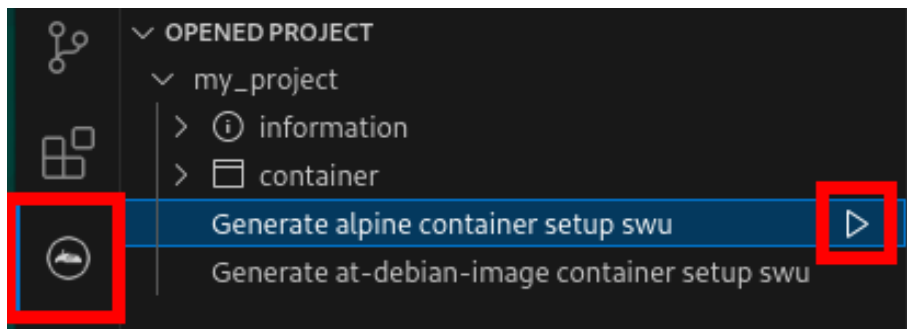 OPENED PROJECT
my_project
information
container
Generate alpine container setup swu
Generate at-debian-image container setup swu